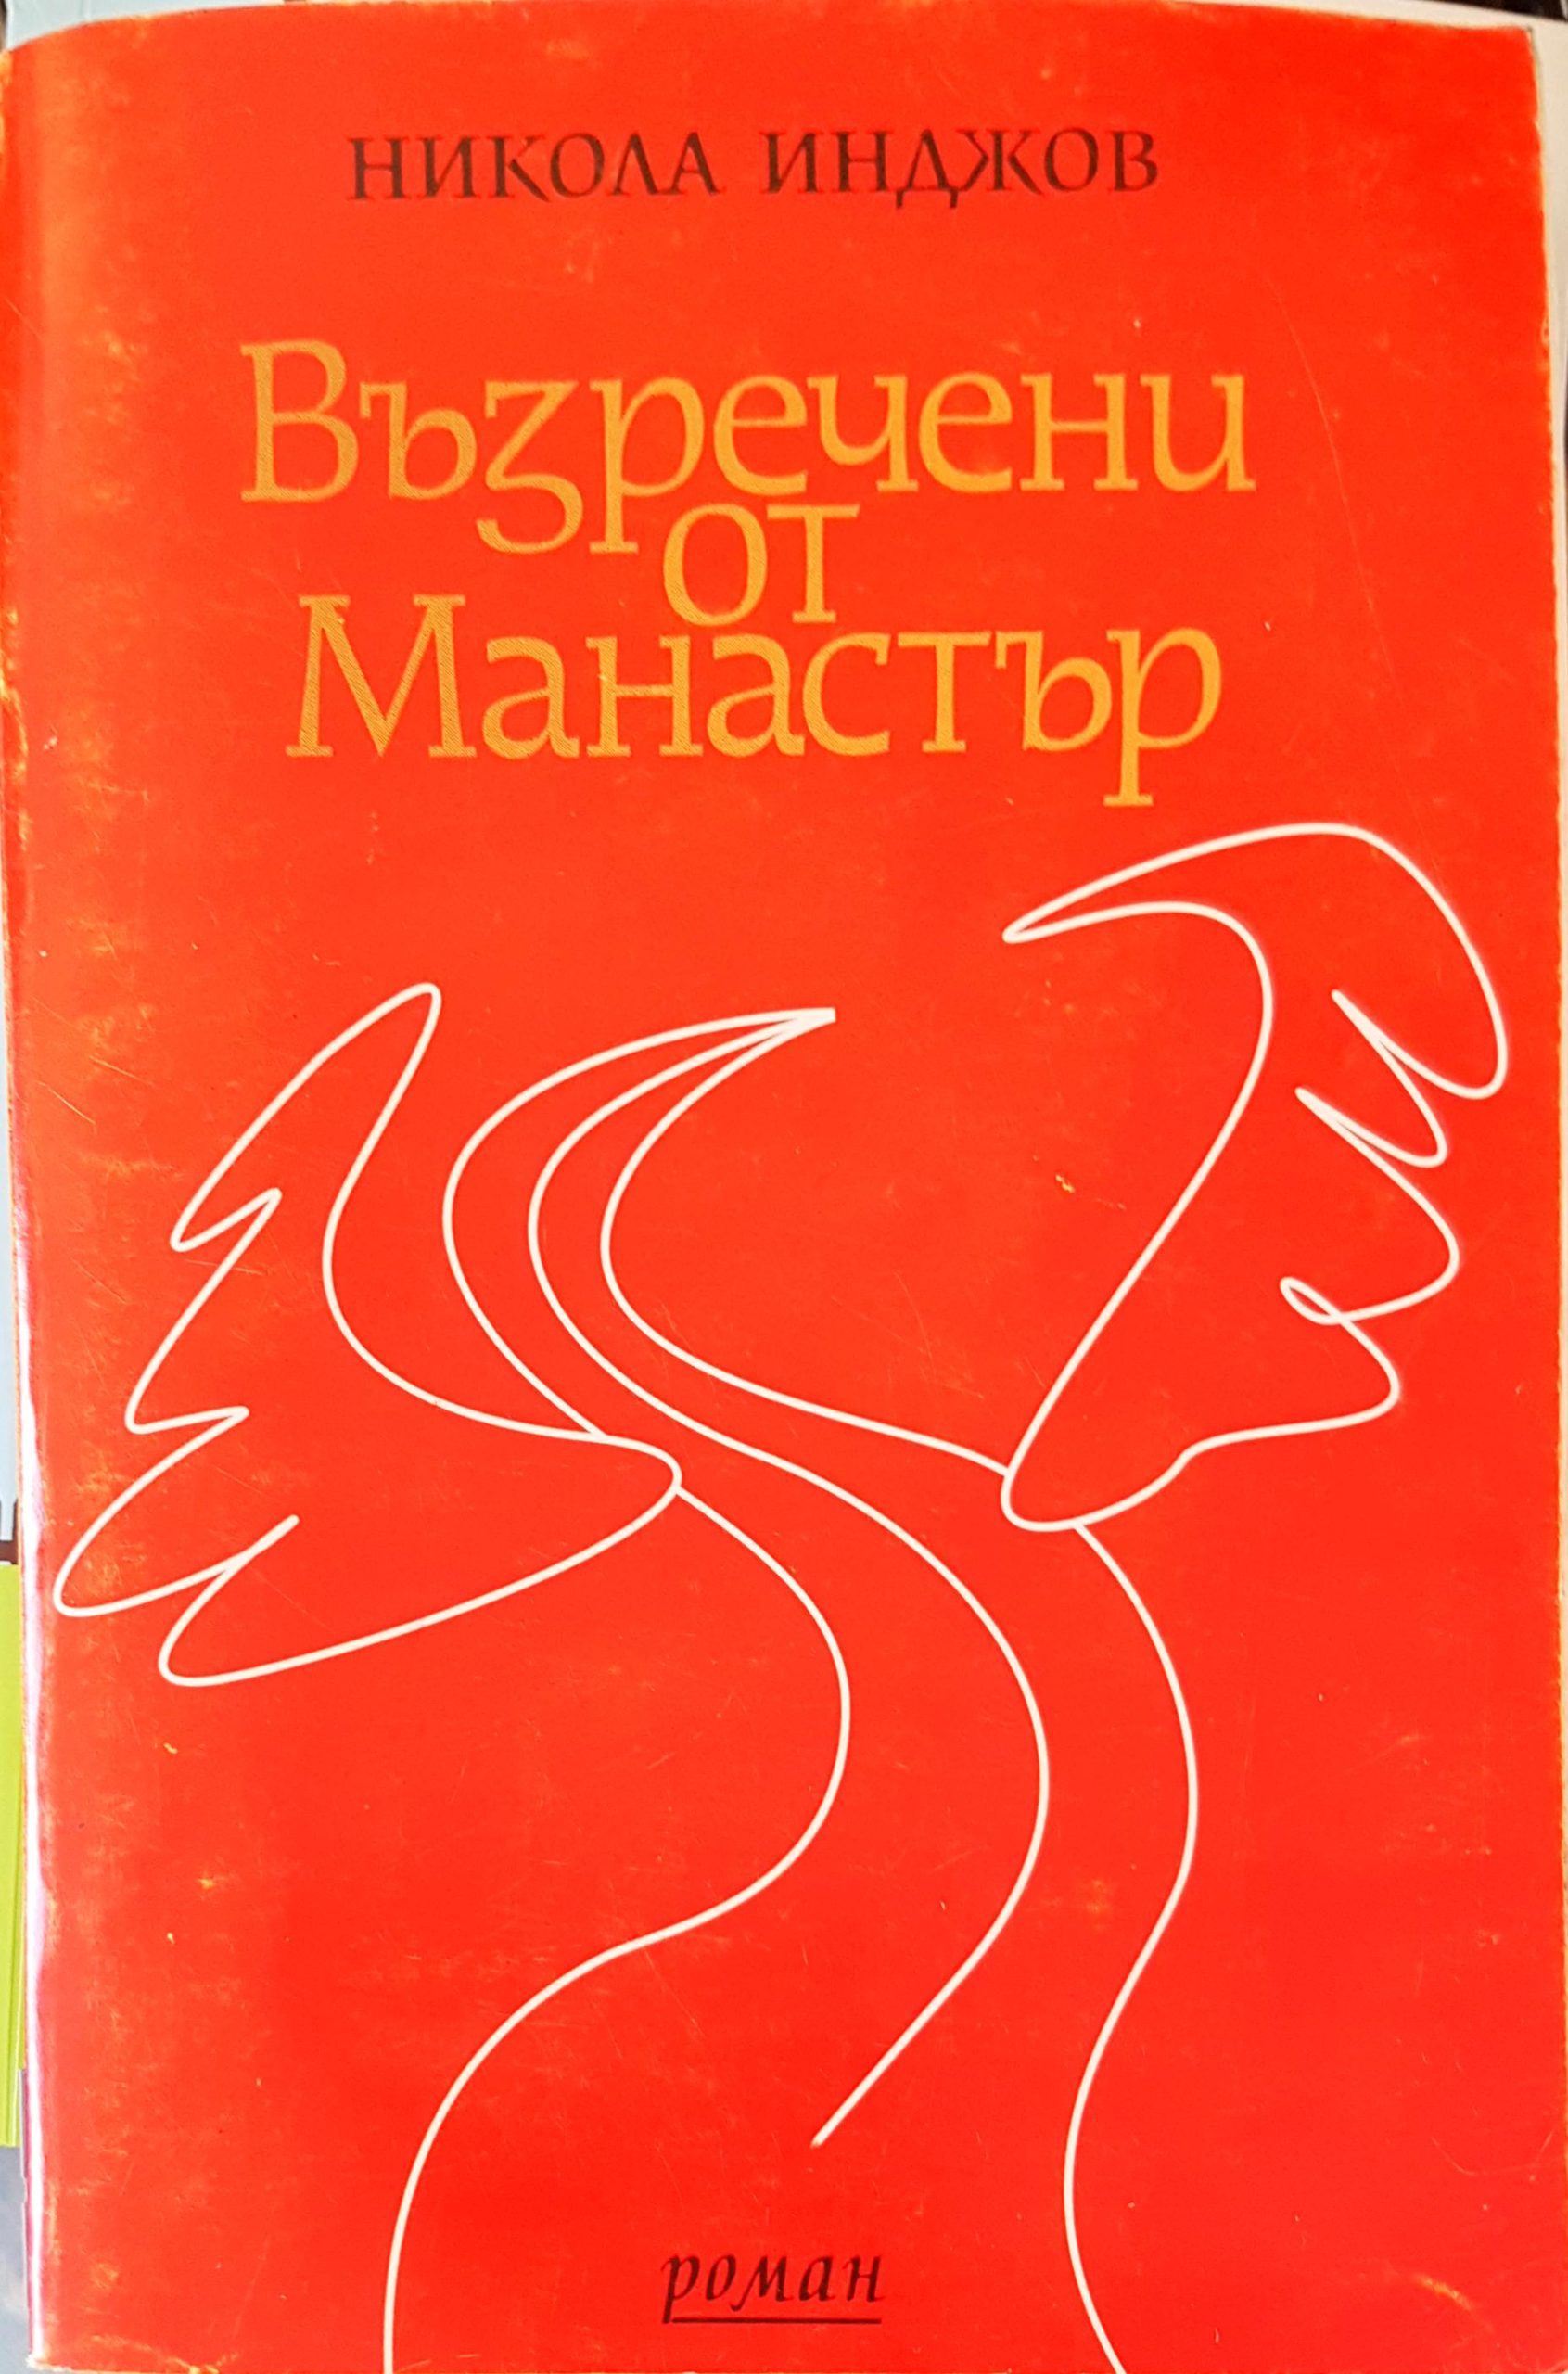 НИКОЛА ИНДЖОВ
Възречени
от
Манастър
роман